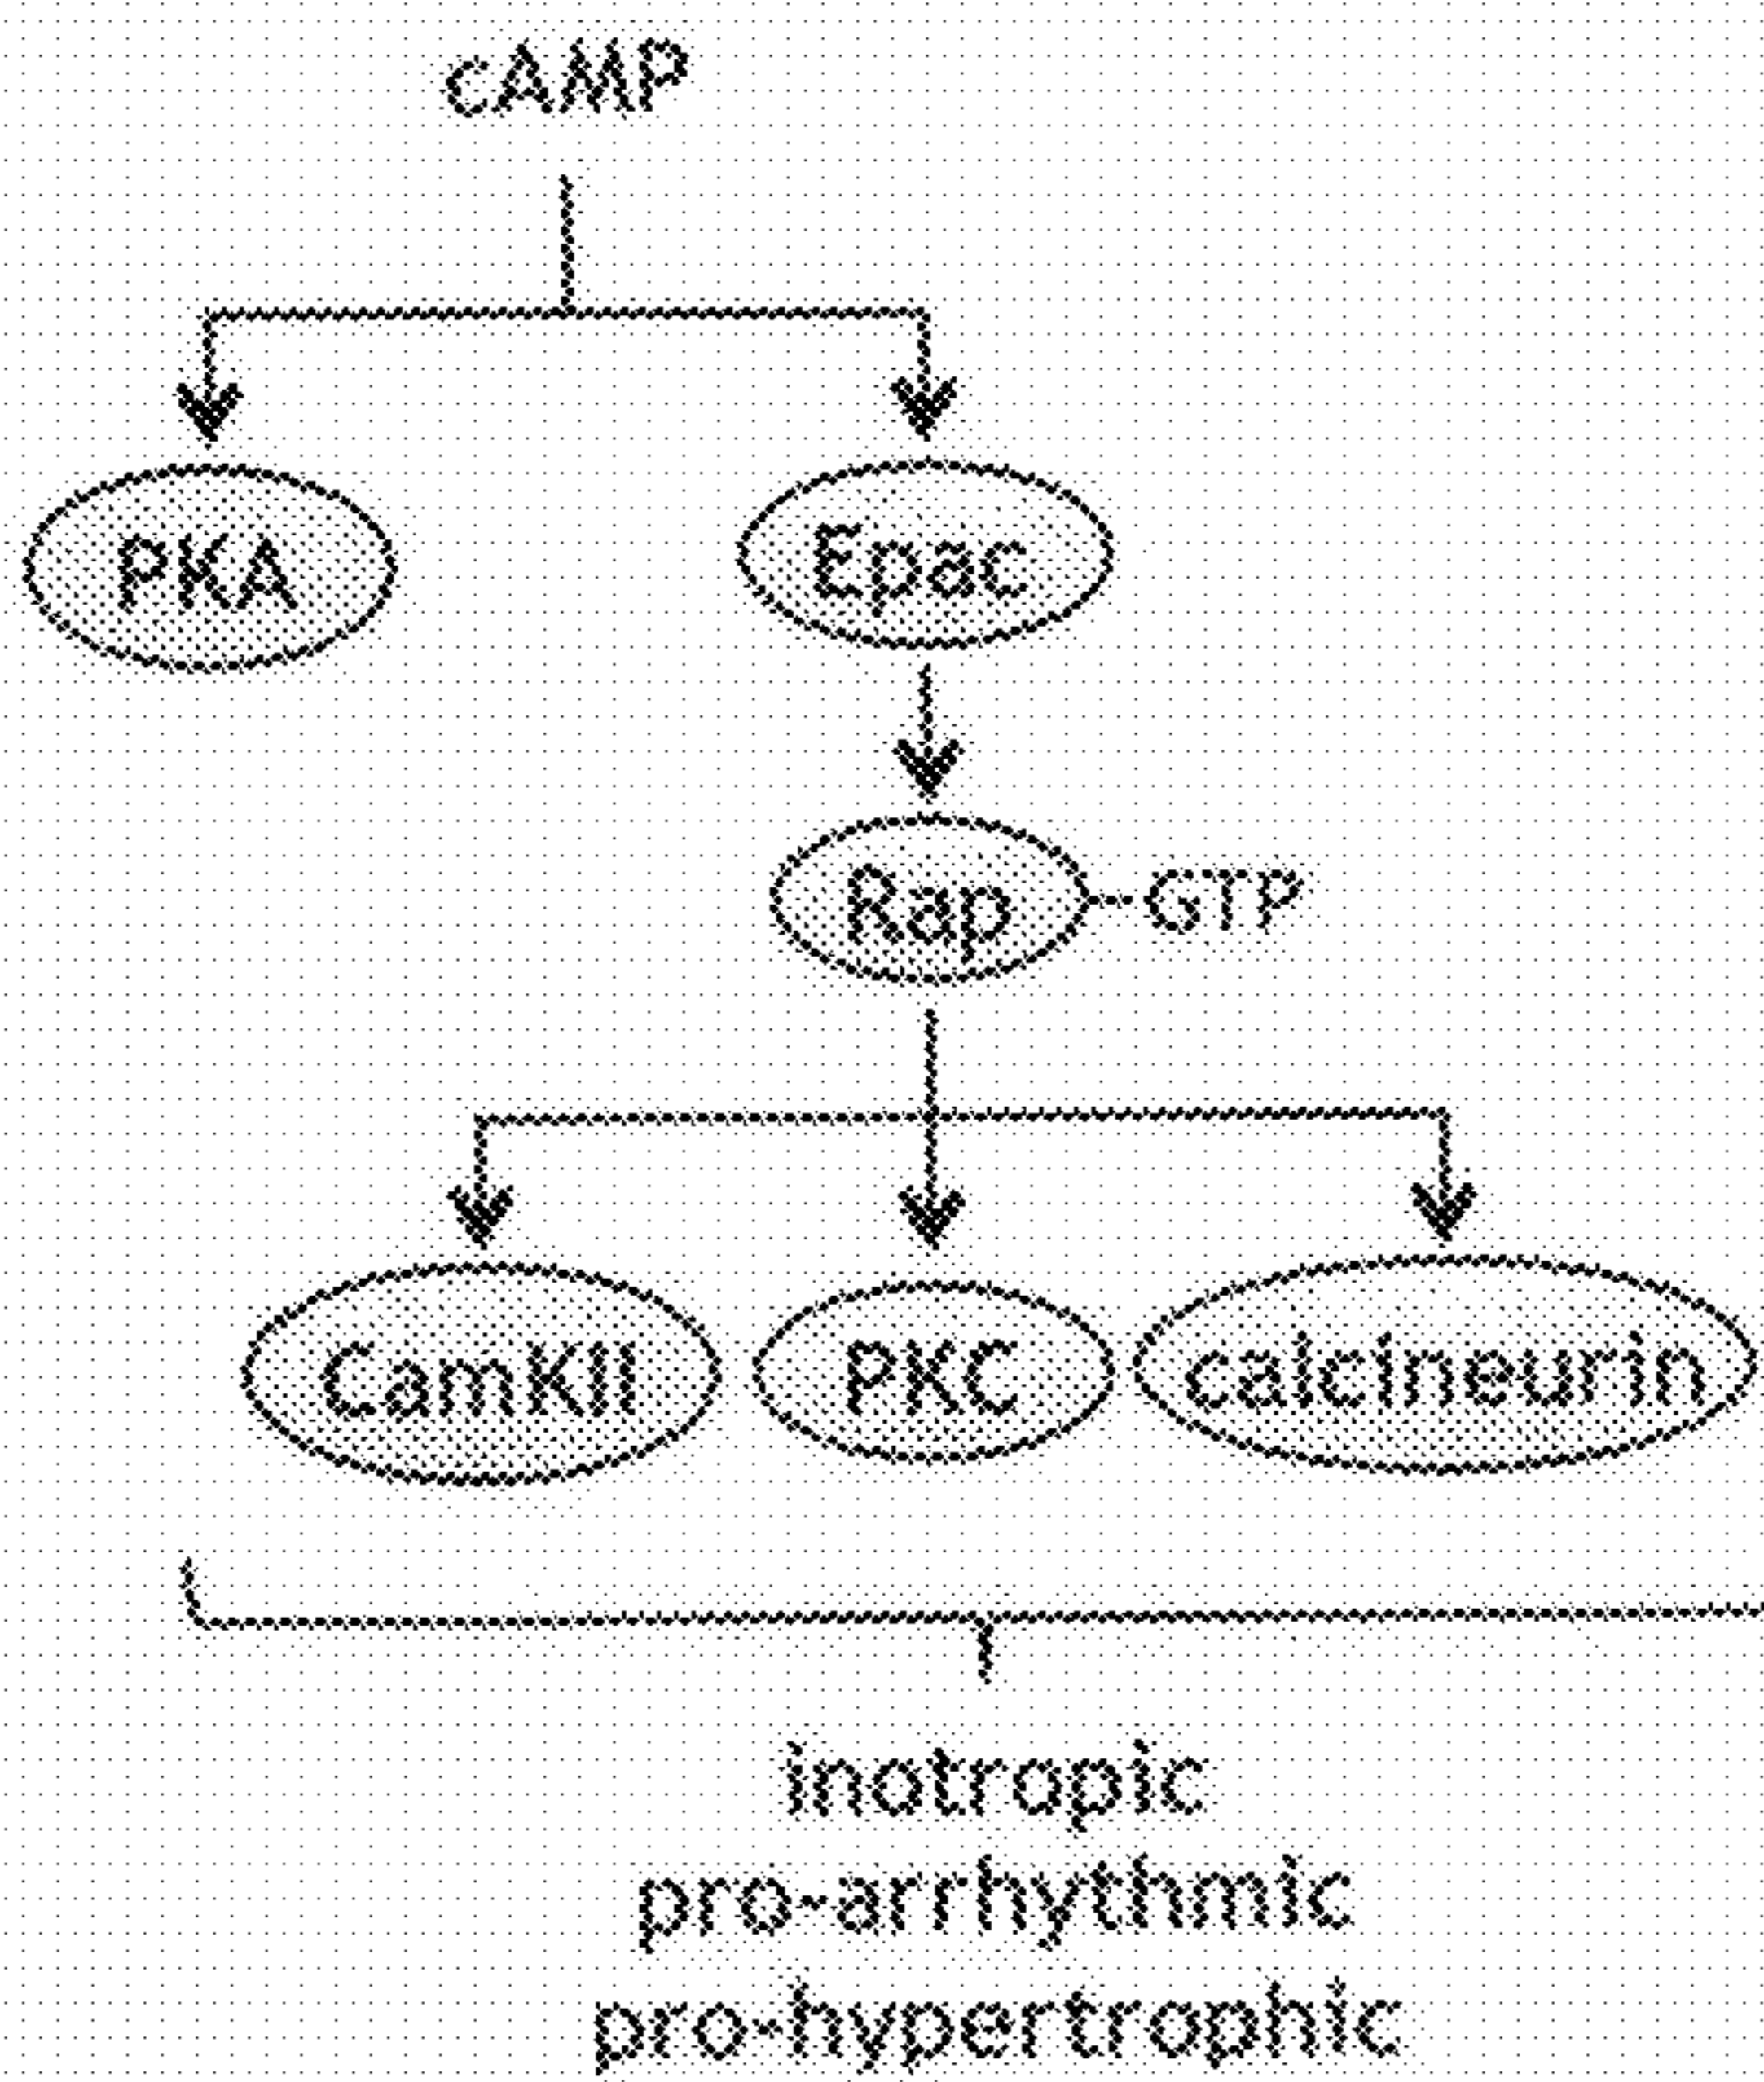 cAMP
PKA
Epac
Rap
GTP
CamKII
PKC
calcineurin
inotropic
pro-arrhythmic
pro-hypertrophic